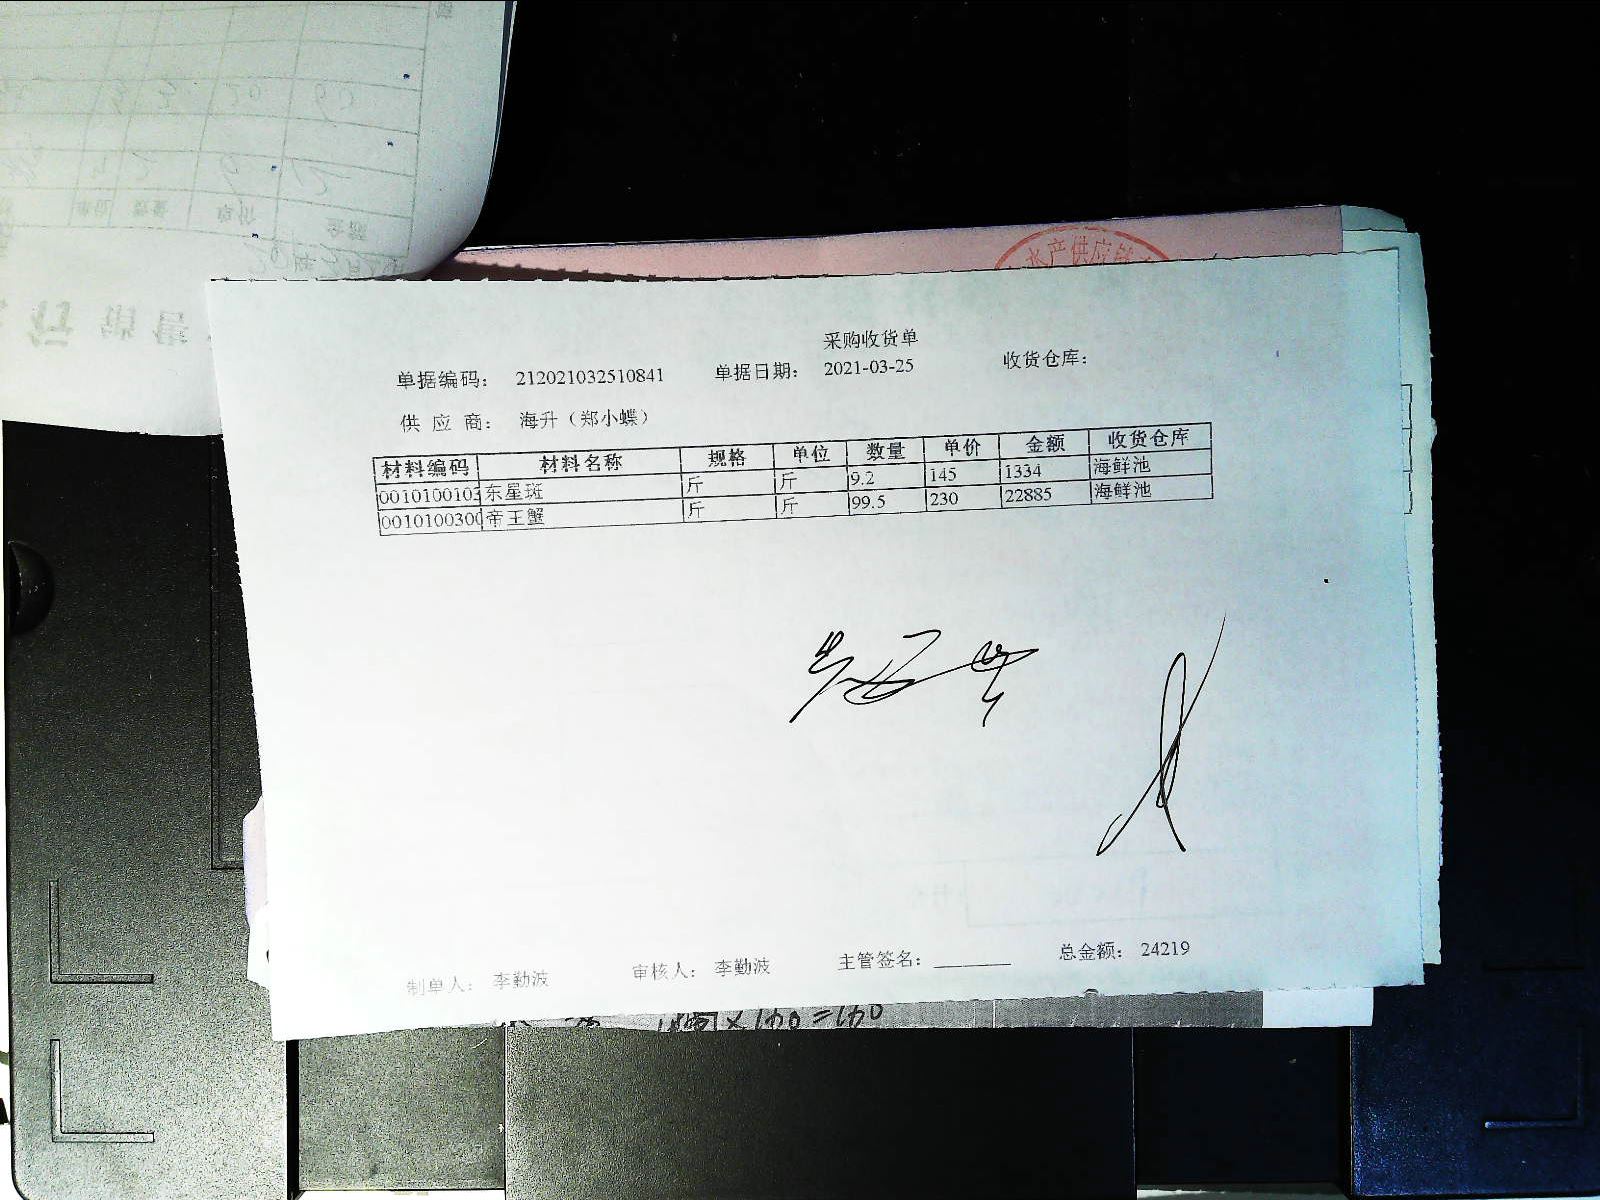 水产供应链
采购收货单
单据编码： 212021032510841 单据日期： 2021-03-25 收货仓库：
供 应 商： 海升（郑小蝶）
材料编码 材料名称 规格 单位 数量 单价 金额 收货仓库
0010100103 东星斑 斤 斤 9.2 145 1334 海鲜池
0010100300 帝王蟹 斤 斤 99.5 230 22885 海鲜池
制单人： 李勤波 审核人： 李勤波 主管签名： 总金额： 24219